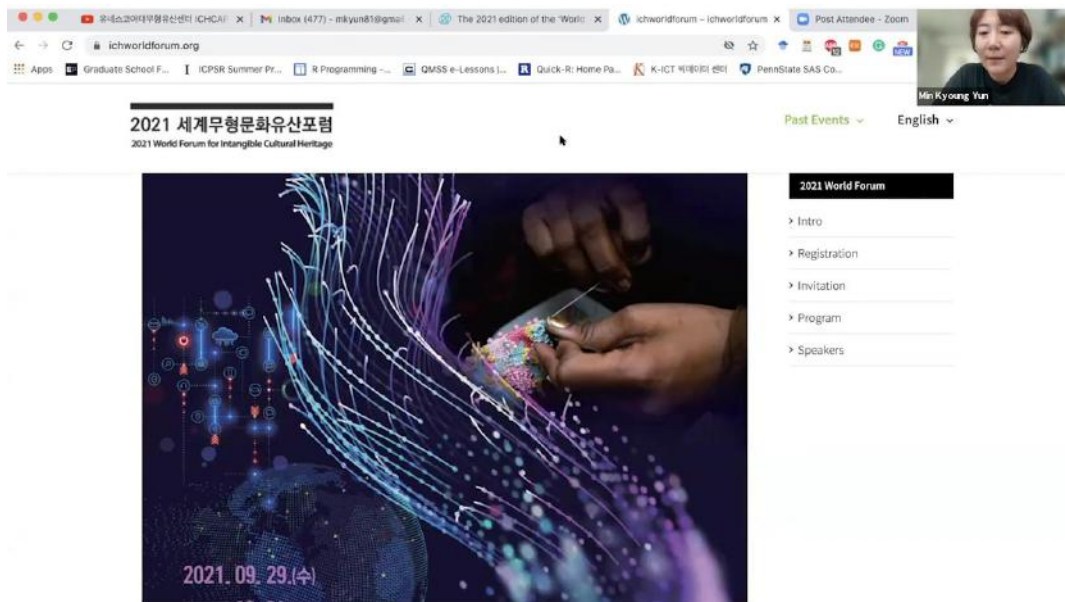 유네스코아태무형유산센터 ICHCAP
Inbox (477) - mkyun81@gmai
The 2021 edition of the 'World
ichworldforum – ichworldforum
Post Attendee - Zoom
ichworldforum.org
Apps
Graduate School F...
ICPSR Summer Pr...
R Programming -...
QMSS e-Lessons |...
Quick-R: Home Pa...
K-ICT 빅데이터 센터
PennState SAS Co...
NEW
Min Kyoung Yun
2021 세계무형문화유산포럼
2021 World Forum for Intangible Cultural Heritage
Past Events
English
2021 World Forum
Intro
Registration
Invitation
Program
Speakers
2021. 09. 29.(수)